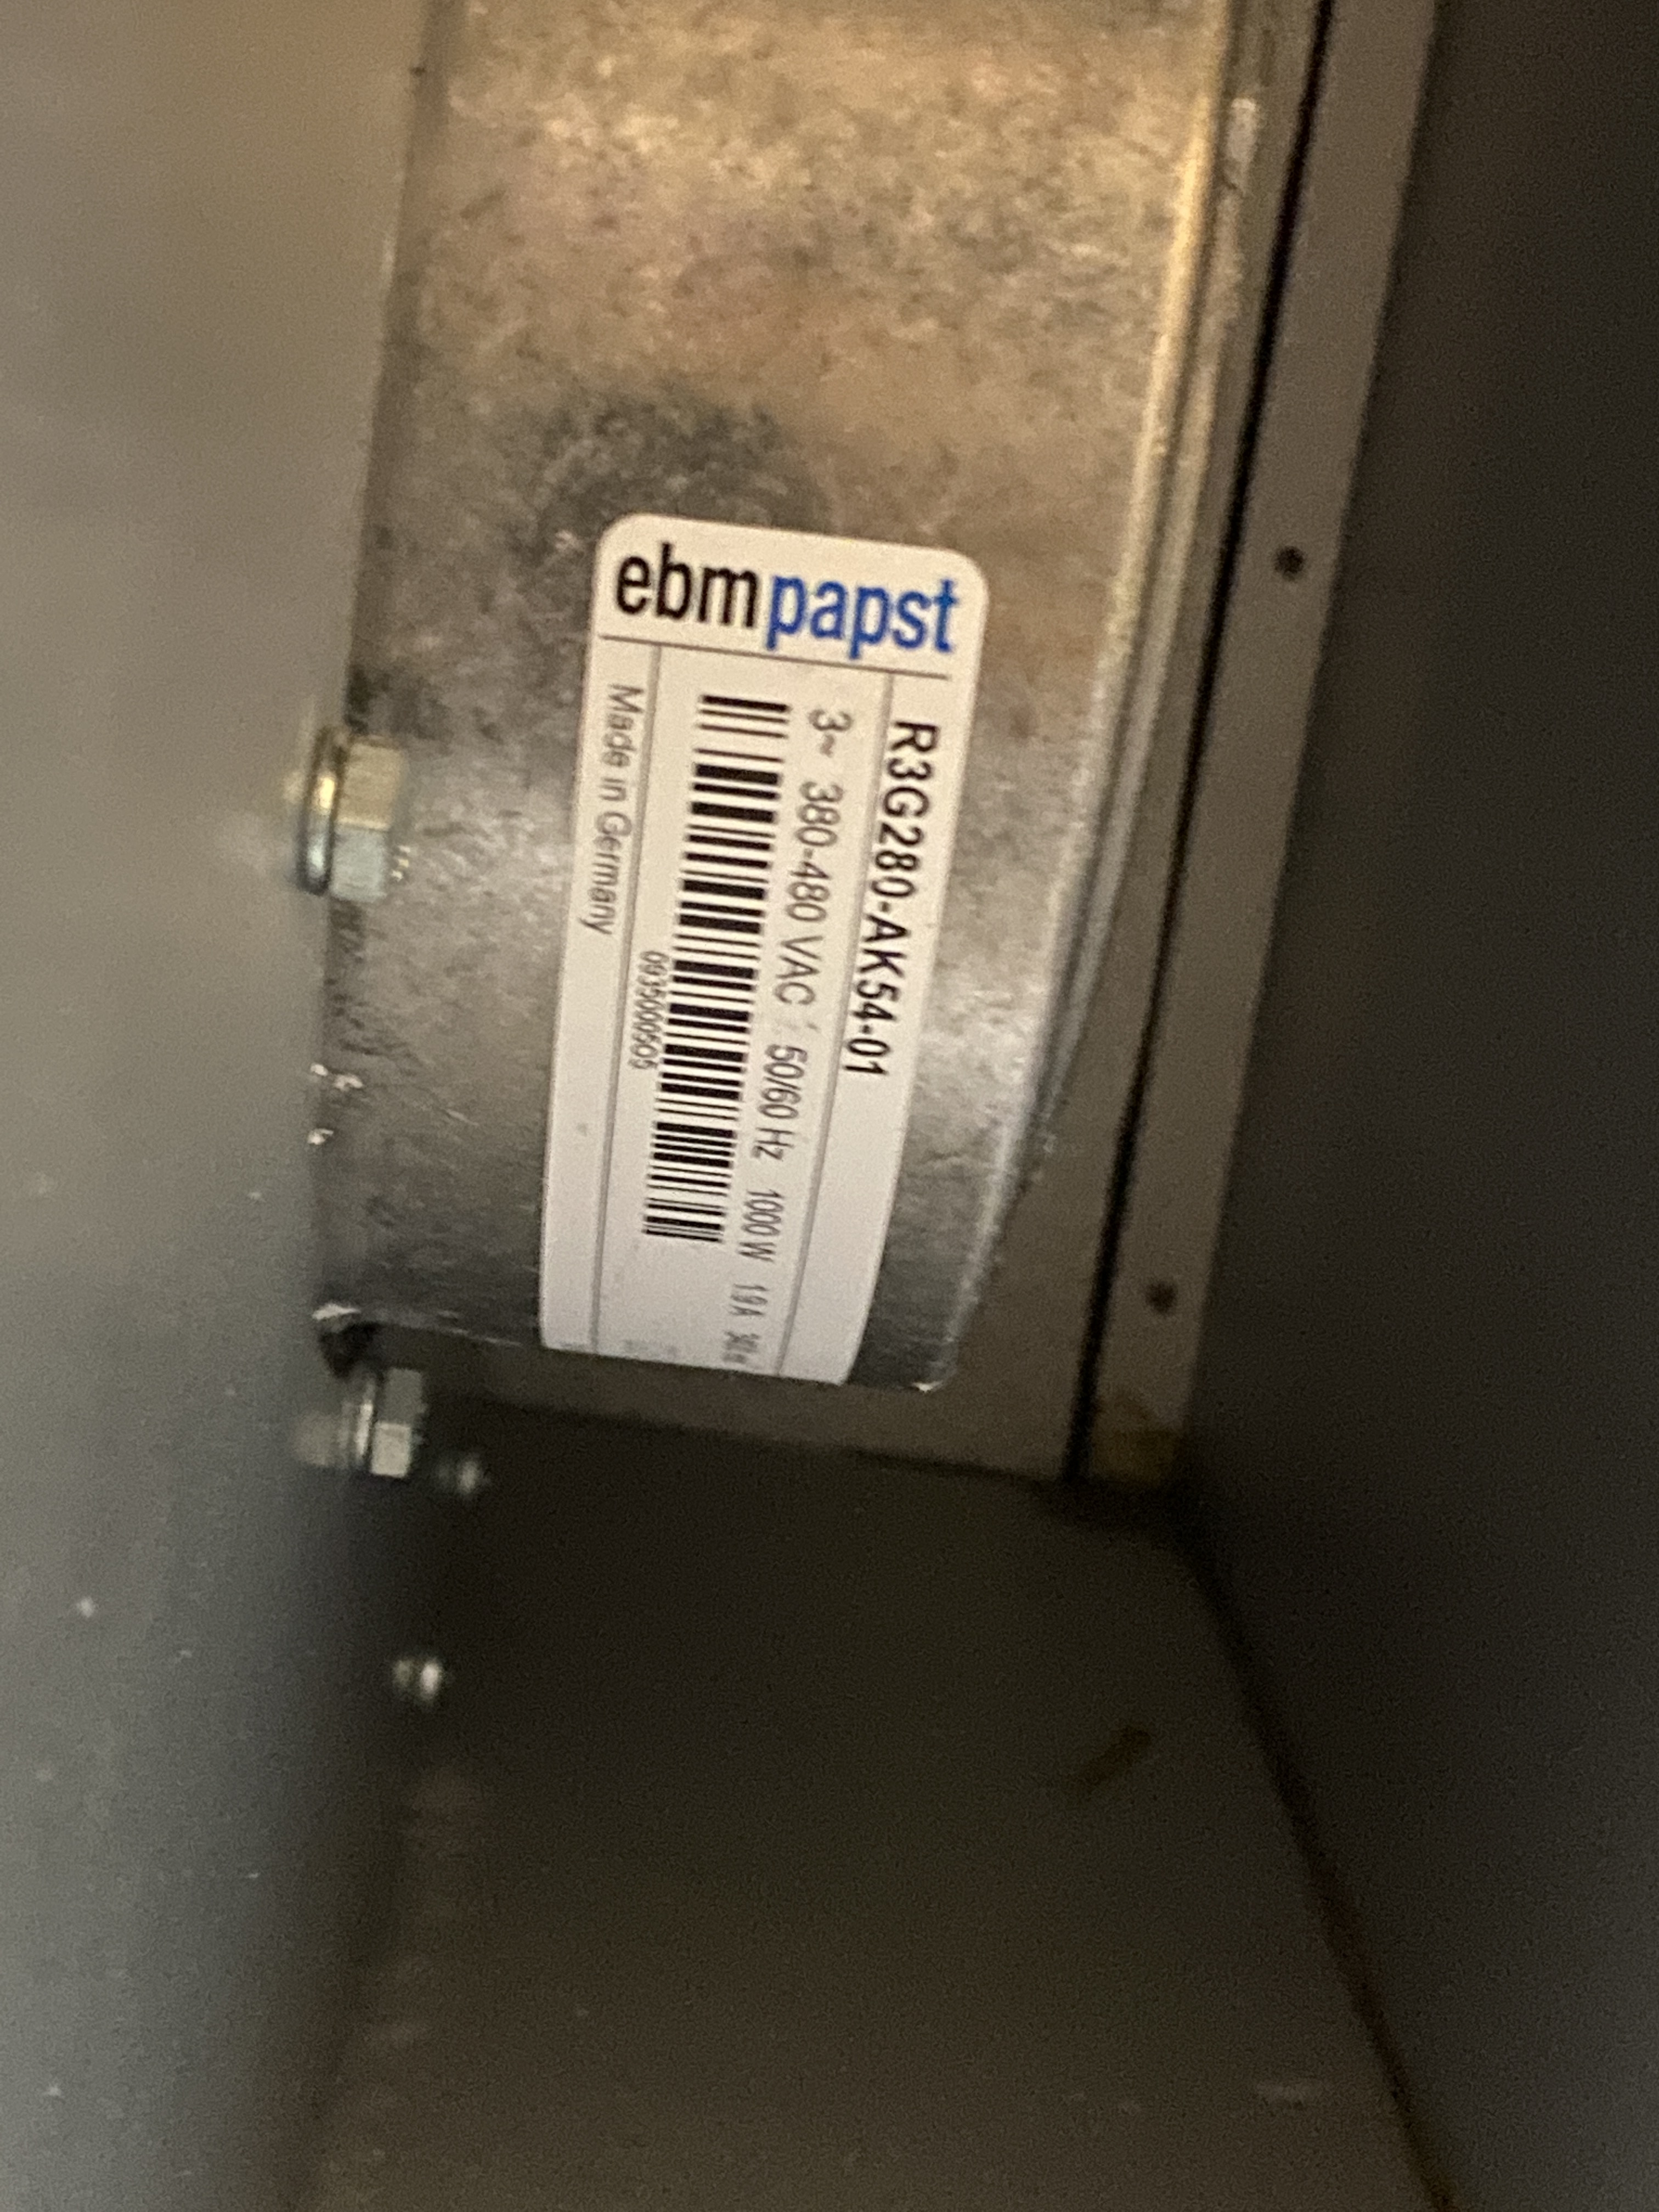 ebmpapst
R3G280-AK54-01
3~ 380-480 VAC 50/60 Hz 1000 W
Made in Germany